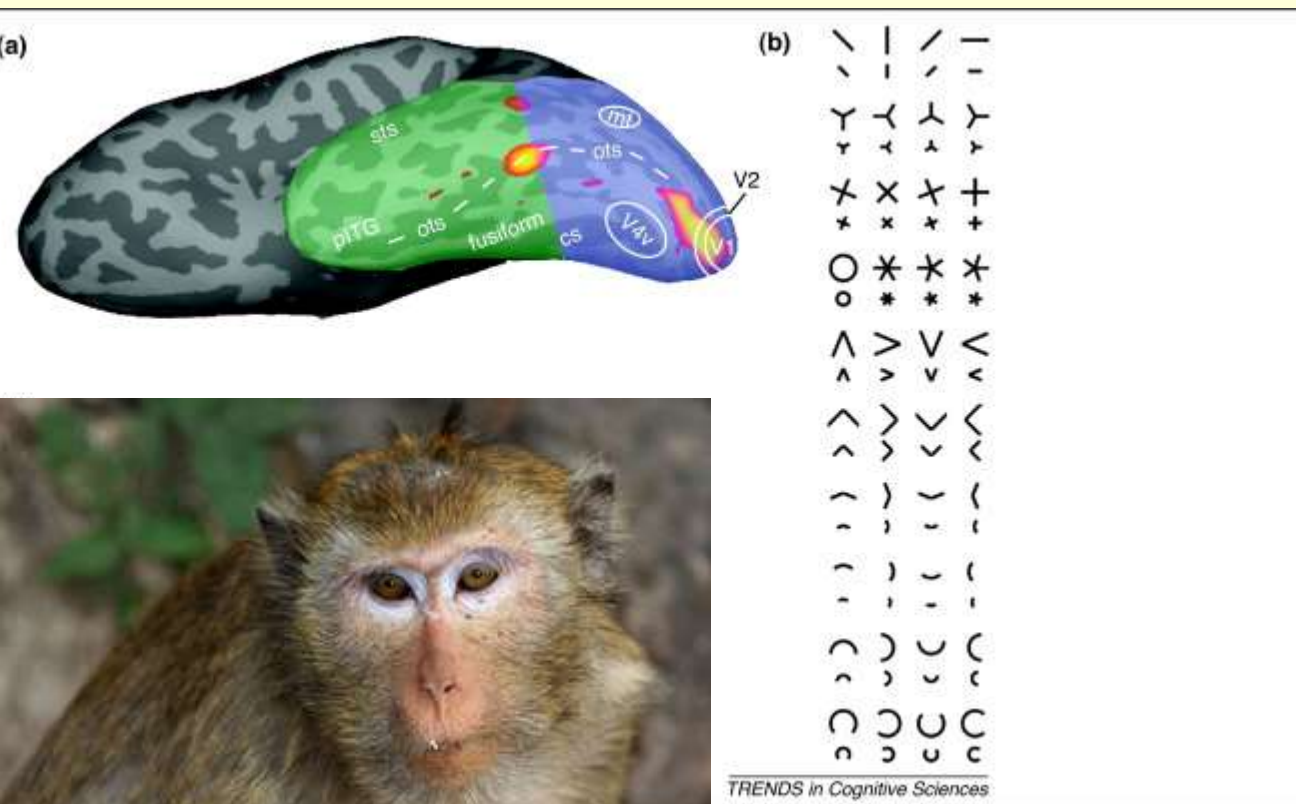 (a)
sts
mt
ots
V2
V4v
V1
pITG
ots
fusiform
cs
(b)
TRENDS in Cognitive Sciences